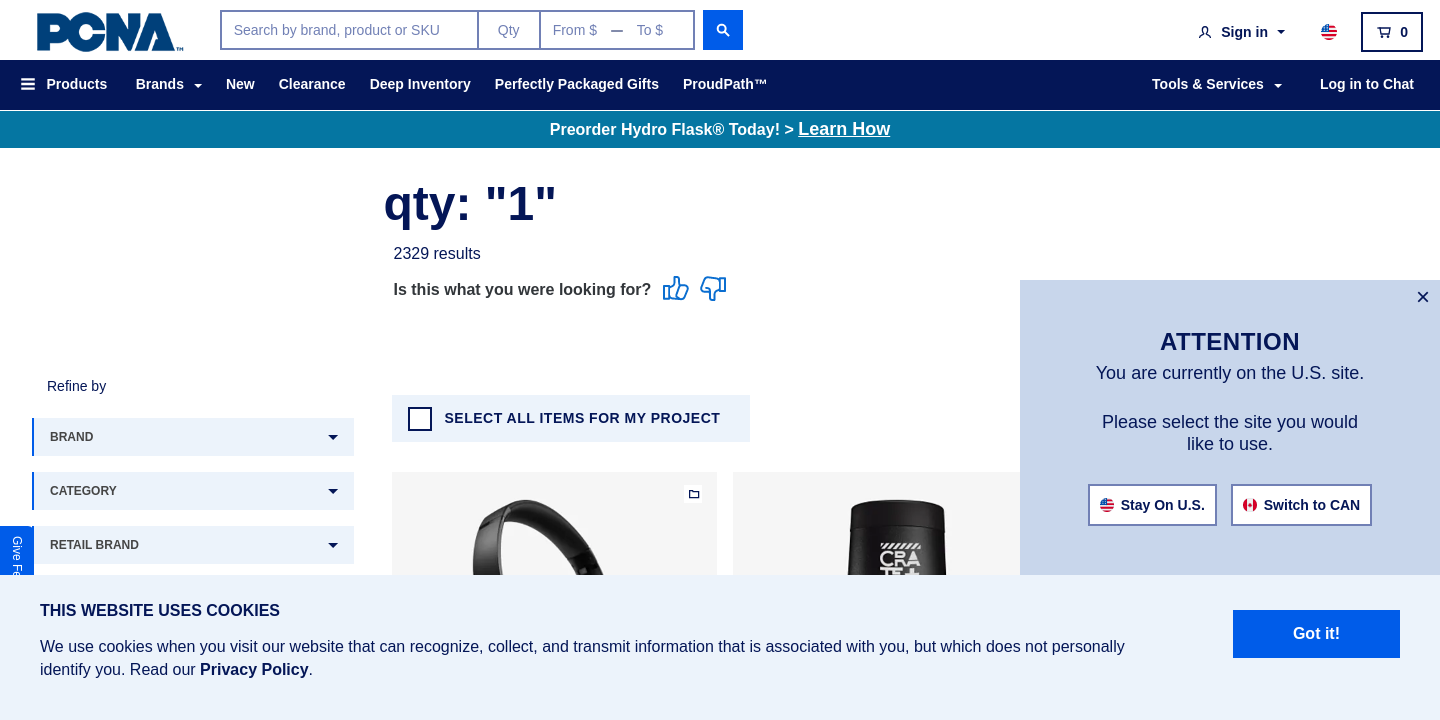 PCNA™
Search by brand, product or SKU
Qty
From $ — To $
Sign in
0
Products
Brands
New
Clearance
Deep Inventory
Perfectly Packaged Gifts
ProudPath™
Tools & Services
Log in to Chat
Preorder Hydro Flask® Today! > Learn How
qty: "1"
2329 results
Is this what you were looking for?
ATTENTION
You are currently on the U.S. site.
Please select the site you would
like to use.
Stay On U.S.
Switch to CAN
Refine by
BRAND
CATEGORY
RETAIL BRAND
SELECT ALL ITEMS FOR MY PROJECT
Give Fe
THIS WEBSITE USES COOKIES
We use cookies when you visit our website that can recognize, collect, and transmit information that is associated with you, but which does not personally
identify you. Read our Privacy Policy.
Got it!